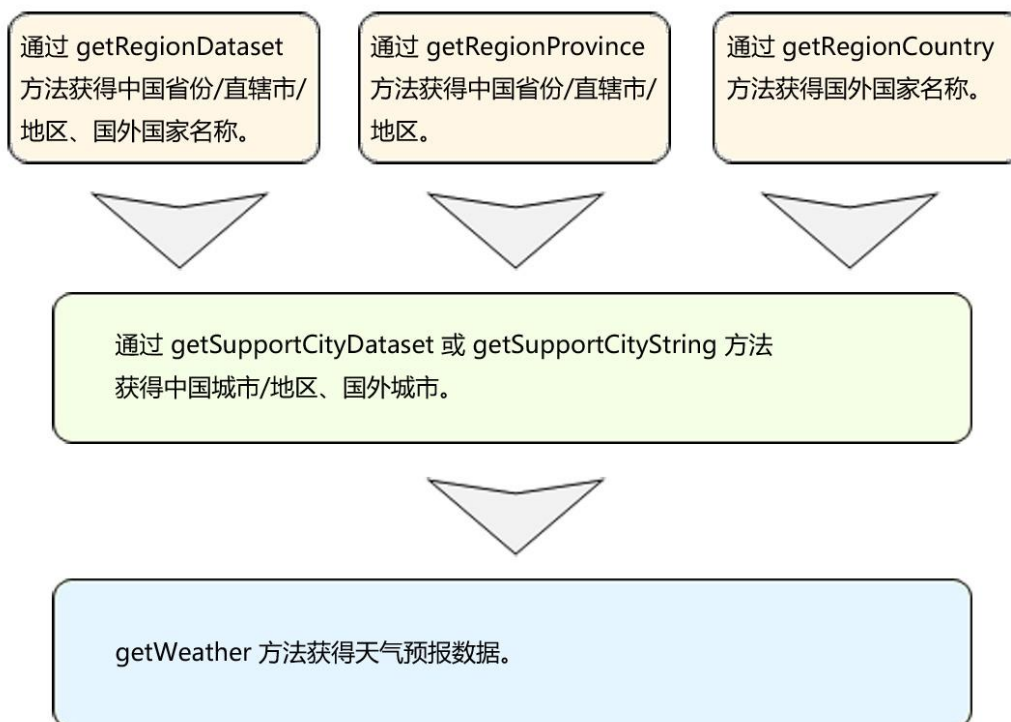 通过 getRegionDataset
方法获得中国省份/直辖市/
地区、国外国家名称。
通过 getRegionProvince
方法获得中国省份/直辖市/
地区。
通过 getRegionCountry
方法获得国外国家名称。
通过 getSupportCityDataset 或 getSupportCityString 方法
获得中国城市/地区、国外城市。
getWeather 方法获得天气预报数据。